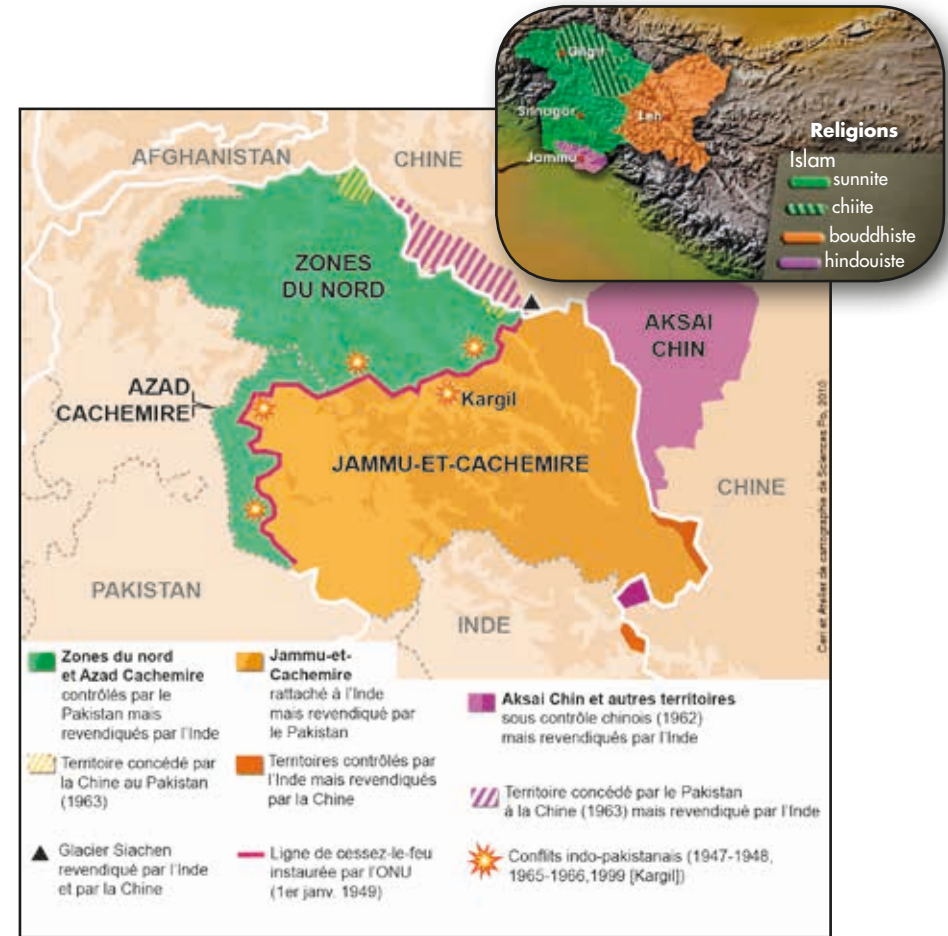 Gilgit
Srinagar
Leh
Jammu
Religions
Islam
sunnite
chiite
bouddhiste
hindouiste
AFGHANISTAN
CHINE
ZONES
DU NORD
AKSAI
CHIN
AZAD
CACHEMIRE
Kargil
JAMMU-ET-CACHEMIRE
CHINE
PAKISTAN
INDE
Ceri et Atelier de cartographie de Sciences Po, 2010
Zones du nord
et Azad Cachemire
contrôlés par le
Pakistan mais
revendiqués par l'Inde
Territoire concédé par
la Chine au Pakistan
(1963)
Glacier Siachen
revendiqué par l'Inde
et par la Chine
Jammu-et-
Cachemire
rattaché à l'Inde
mais revendiqué par
le Pakistan
Territoires contrôlés par
l'Inde mais revendiqués
par la Chine
Ligne de cessez-le-feu
instaurée par l'ONU
(1er janv. 1949)
Aksai Chin et autres territoires
sous contrôle chinois (1962)
mais revendiqués par l'Inde
Territoire concédé par le Pakistan
à la Chine (1963) mais revendiqué par l'Inde
Conflits indo-pakistanais (1947-1948,
1965-1966,1999 [Kargil])